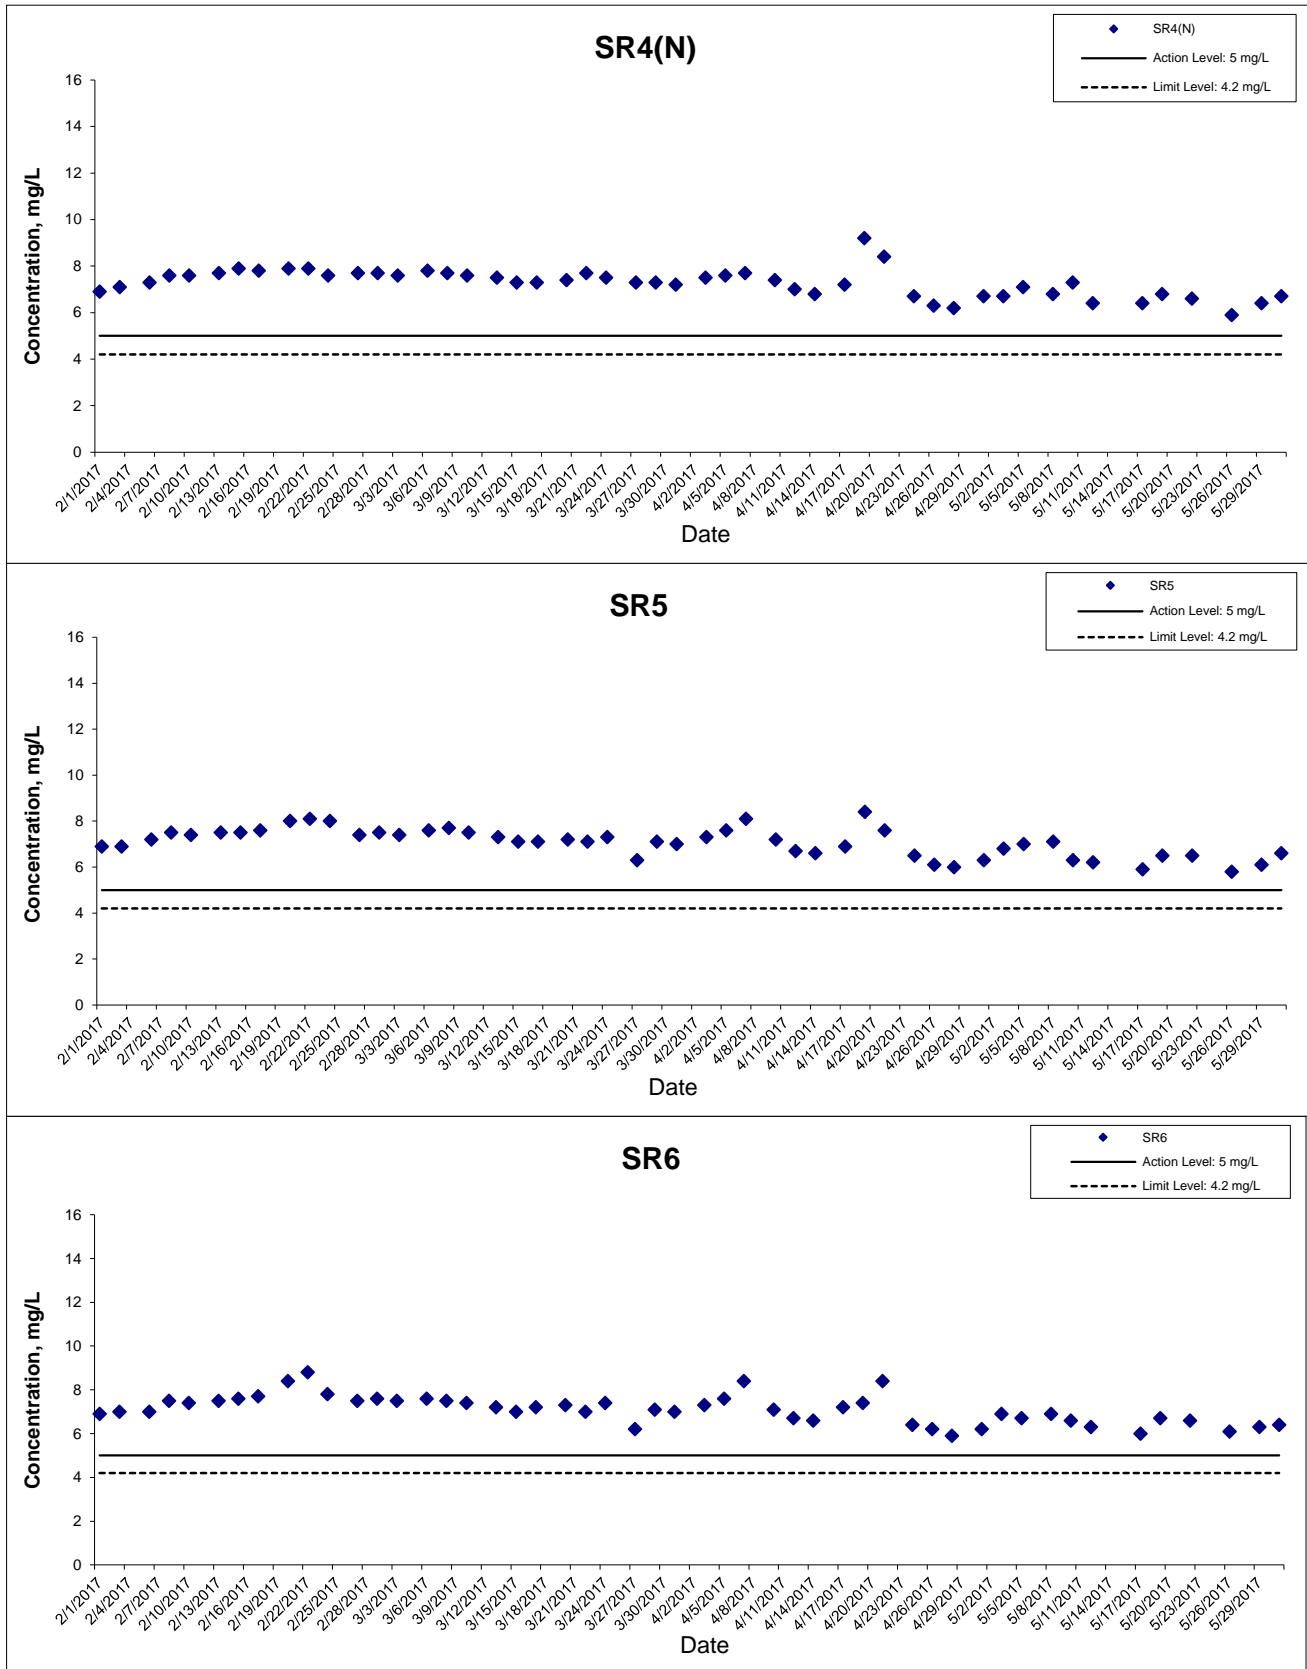 SR4(N)
SR4(N)
Action Level: 5 mg/L
Limit Level: 4.2 mg/L
Concentration, mg/L
16
14
12
10
8
6
4
2
0
2/1/2017 2/4/2017 2/7/2017 2/10/2017 2/13/2017 2/16/2017 2/19/2017 2/22/2017 2/25/2017 2/28/2017 3/3/2017 3/6/2017 3/9/2017 3/12/2017 3/15/2017 3/18/2017 3/21/2017 3/24/2017 3/27/2017 3/30/2017 4/2/2017 4/5/2017 4/8/2017 4/11/2017 4/14/2017 4/17/2017 4/20/2017 4/23/2017 4/26/2017 4/29/2017 5/2/2017 5/5/2017 5/8/2017 5/11/2017 5/14/2017 5/17/2017 5/20/2017 5/23/2017 5/26/2017 5/29/2017
Date
SR5
SR5
Action Level: 5 mg/L
Limit Level: 4.2 mg/L
Concentration, mg/L
16
14
12
10
8
6
4
2
0
2/1/2017 2/4/2017 2/7/2017 2/10/2017 2/13/2017 2/16/2017 2/19/2017 2/22/2017 2/25/2017 2/28/2017 3/3/2017 3/6/2017 3/9/2017 3/12/2017 3/15/2017 3/18/2017 3/21/2017 3/24/2017 3/27/2017 3/30/2017 4/2/2017 4/5/2017 4/8/2017 4/11/2017 4/14/2017 4/17/2017 4/20/2017 4/23/2017 4/26/2017 4/29/2017 5/2/2017 5/5/2017 5/8/2017 5/11/2017 5/14/2017 5/17/2017 5/20/2017 5/23/2017 5/26/2017 5/29/2017
Date
SR6
SR6
Action Level: 5 mg/L
Limit Level: 4.2 mg/L
Concentration, mg/L
16
14
12
10
8
6
4
2
0
2/1/2017 2/4/2017 2/7/2017 2/10/2017 2/13/2017 2/16/2017 2/19/2017 2/22/2017 2/25/2017 2/28/2017 3/3/2017 3/6/2017 3/9/2017 3/12/2017 3/15/2017 3/18/2017 3/21/2017 3/24/2017 3/27/2017 3/30/2017 4/2/2017 4/5/2017 4/8/2017 4/11/2017 4/14/2017 4/17/2017 4/20/2017 4/23/2017 4/26/2017 4/29/2017 5/2/2017 5/5/2017 5/8/2017 5/11/2017 5/14/2017 5/17/2017 5/20/2017 5/23/2017 5/26/2017 5/29/2017
Date